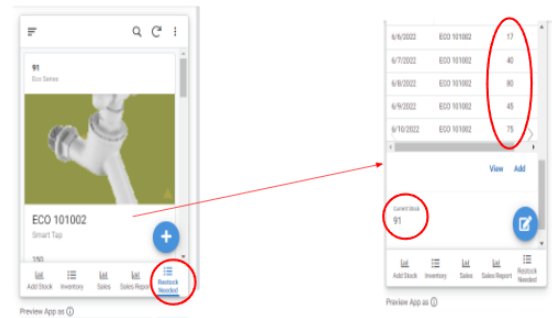 91
Eco Series
ECO 101002
Smart Tap
150
Add Stock Inventory Sales Sales Report Restock Needed
Preview App as
6/6/2022 ECO 101002 17
6/7/2022 ECO 101002 40
6/8/2022 ECO 101002 90
6/9/2022 ECO 101002 45
6/10/2022 ECO 101002 75
View Add
Current Stock
91
Add Stock Inventory Sales Sales Report Restock Needed
Preview App as